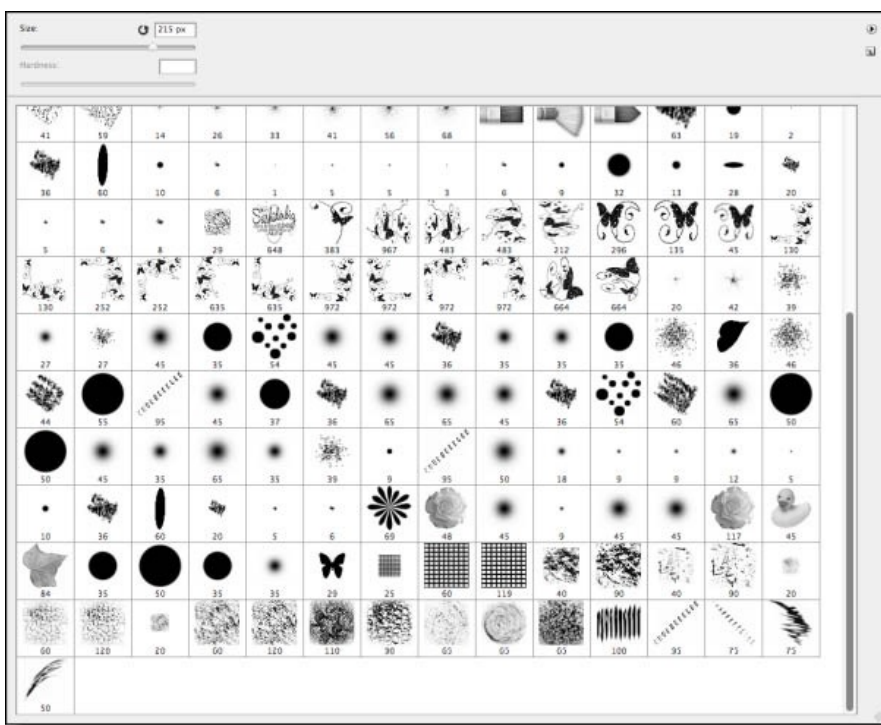 Size: 215 px
Hardness:
41 59 14 26 33 41 56 68 63 19 2
36 60 10 6 1 5 5 3 6 9 32 13 28 20
5 6 8 29 648 383 967 483 483 212 296 135 45 130
130 252 252 635 635 972 972 972 972 664 664 20 42 39
27 27 45 35 54 45 45 36 35 35 35 46 36 46
44 55 95 45 37 36 65 65 45 36 54 60 65 50
50 45 35 65 35 39 9 95 50 18 9 9 12 5
10 36 60 20 5 6 69 48 45 9 45 45 117 45
84 35 50 35 35 29 25 60 119 40 90 40 90 20
60 120 20 60 120 110 90 65 65 65 100 95 75 75
50